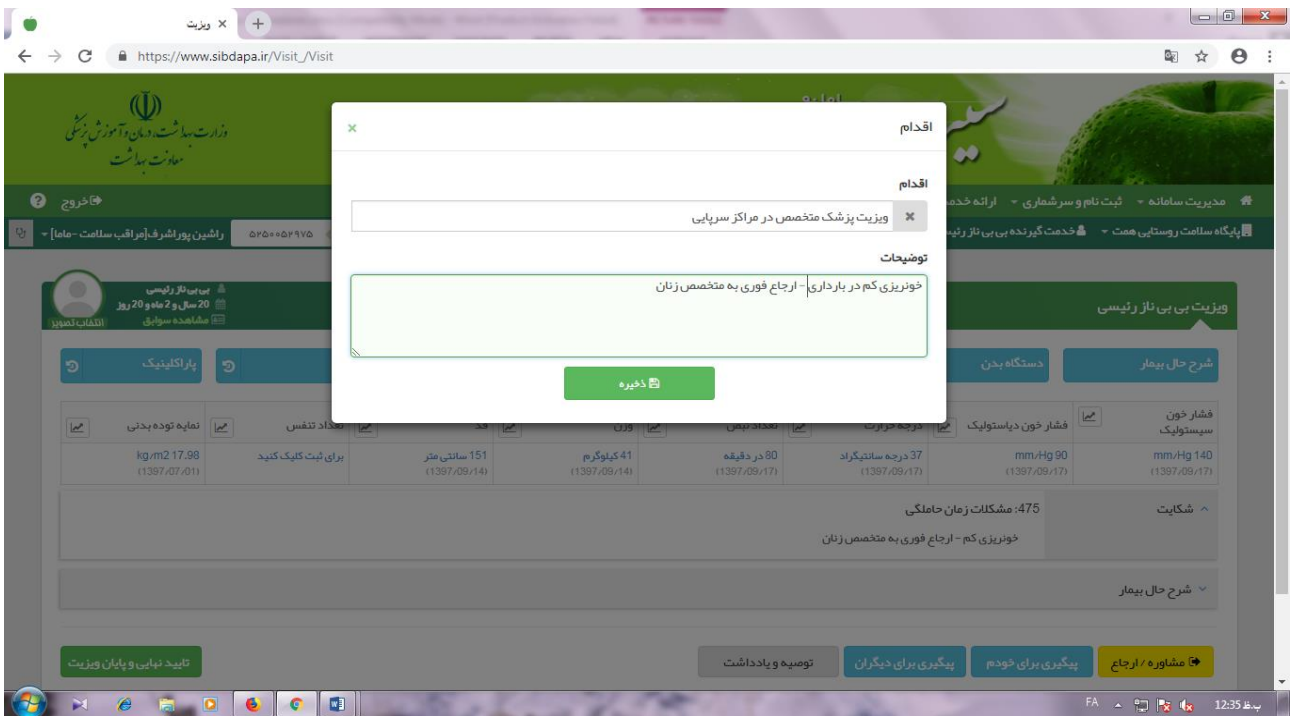 ویزیت
https://www.sibdapa.ir/Visit_/Visit
وزارت بهداشت، درمان و آموزش پزشکی
معاونت بهداشت
سیب
خروج
مدیریت سامانه
ثبت نام و سرشماری
ارائه خدمت
پایگاه سلامت روستایی همت
خدمت گیرنده بی بی ناز رئیسی
۵۲۵۰۰۵۲۹۷۵
راشین پوراشرف[مراقب سلامت -ماما]
اقدام
اقدام
ویزیت پزشک متخصص در مراکز سرپایی
توضیحات
خونریزی کم در بارداری - ارجاع فوری به متخصص زنان
ذخیره
ویزیت بی بی ناز رئیسی
بی بی ناز رئیسی
20 سال و 2 ماه و 20 روز
مشاهده سوابق
انتخاب تصویر
شرح حال بیمار
دستگاه بدن
پاراکلینیک
فشار خون سیستولیک
فشار خون دیاستولیک
درجه حرارت
تعداد نبض
وزن
قد
تعداد تنفس
نمایه توده بدنی
140 mm/Hg
90 mm/Hg
37 درجه سانتیگراد
80 در دقیقه
41 کیلوگرم
151 سانتی متر
برای ثبت کلیک کنید
17.98 kg/m2
(1397/09/17)
(1397/09/17)
(1397/09/17)
(1397/09/17)
(1397/09/14)
(1397/09/14)
(1397/07/01)
شکایت
475: مشکلات زمان حاملگی
خونریزی کم - ارجاع فوری به متخصص زنان
شرح حال بیمار
مشاوره / ارجاع
پیگیری برای خودم
پیگیری برای دیگران
توصیه و یادداشت
تایید نهایی و پایان ویزیت
FA
12:35 ب.ظ